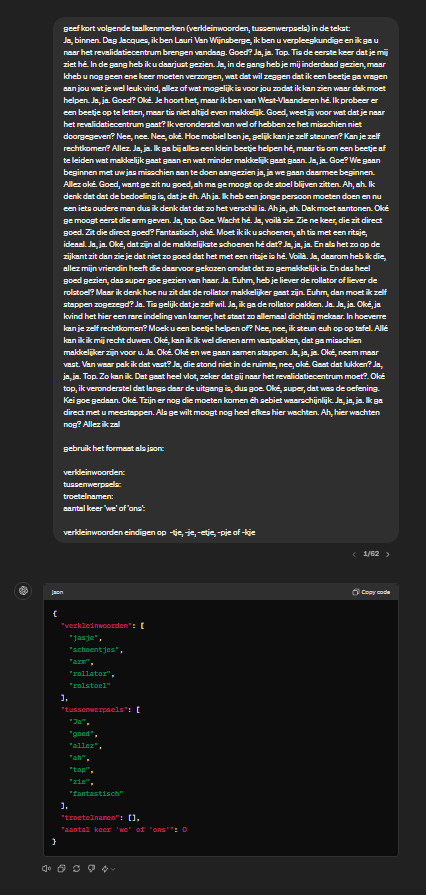 geef kort volgende taalkenmerken (verkleinwoorden, tussenwerpsels) in de tekst:
Ja, binnen. Dag Jacques, ik ben Lauri Van Wijnsberge, ik ben u verpleegkundige en ik ga u
naar het revalidatiecentrum brengen vandaag. Goed? Ja, ja. Top. Tis de eerste keer dat je mij
ziet hé. In de gang heb ik u daarjust gezien. Ja, in de gang heb je mij inderdaad gezien, maar
kheb u nog geen ene keer moeten verzorgen, wat dat wil zeggen dat ik een beetje ga vragen
aan jou wat je wel leuk vind, allez of wat mogelijk is voor jou zodat ik kan zien waar dak moet
helpen. Ja, ja. Goed? Oké. Je hoort het, maar ik ben van West-Vlaanderen hé. Ik probeer er
een beetje op te letten, maar tis niet altijd even makkelijk. Goed, weet jij voor wat dat je naar
het revalidatiecentrum gaat? Ik veronderstel van wel of hebben ze het misschien niet
doorgegeven? Nee, nee. Nee, oké. Hoe mobiel ben je, gelijk kan je zelf steunen? Kan je zelf
rechtkomen? Allez. Ja, ja. Ik ga bij alles een klein beetje helpen hé, maar tis om een beetje af
te leiden wat makkelijk gaat gaan en wat minder makkelijk gaat gaan. Ja, ja. Goe? We gaan
beginnen met uw jas misschien aan te doen aangezien ja, ja we gaan daarmee beginnen.
Allez oké. Goed, want ge zit nu goed, ah ma ge moogt op de stoel blijven zitten. Ah, ah. Ik
denk dat dat de bedoeling is, dat je éh. Ah ja. Ik heb een jonge persoon moeten doen en nu
een iets oudere man dus ik denk dat dat zo het verschil is. Ah ja, ah. Dak moet aantonen. Oké
ge moogt eerst die arm geven. Ja, top. Goe. Wacht hé. Ja, voilà zie. Zie ne keer, die zit direct
goed. Zit die direct goed? Fantastisch, oké. Moet ik ik u schoenen, ah tis met een ritsje,
ideaal. Ja, ja. Oké, dat zijn al de makkelijkste schoenen hé dat? Ja, ja, ja. En als het zo op de
zijkant zit dan zie je dat niet zo goed dat het met een ritsje is hé. Voilà. Ja, daarom heb ik die,
allez mijn vriendin heeft die daarvoor gekozen omdat dat zo gemakkelijk is. En das heel
goed gezien, das super goe gezien van haar. Ja. Euhm, heb je liever de rollator of liever de
rolstoel? Maar ik denk hoe nu zit dat de rollator makkelijker gaat zijn. Euhm, dan moet ik zelf
stappen zogezegd? Ja. Tis gelijk dat je zelf wil. Ja, ik ga de rollator pakken. Ja. Ja, ja. Oké, ja
kvind het hier een rare indeling van kamer, het staat zo allemaal dichtbij mekaar. In hoeverre
kan je zelf rechtkomen? Moek u een beetje helpen of? Nee, nee, ik steun euh op op tafel. Allé
kan ik ik mij recht duwen. Oké, kan ik ik wel dienen arm vastpakken, dat ga misschien
makkelijker zijn voor u. Ja. Oké. Oké en we gaan samen stappen. Ja, ja, ja. Oké, neem maar
vast. Van waar pak ik dat vast? Ja, die stond niet in de ruimte, nee, oké. Gaat dat lukken? Ja,
ja, ja. Top. Zo kan ik. Dat gaat heel vlot, zeker dat gij naar het revalidatiecentrum moet?. Oké
top, ik veronderstel dat langs daar de uitgang is, dus goe. Oké, super, dat was de oefening.
Kei goe gedaan. Oké. Tzijn er nog die moeten komen éh sebiet waarschijnlijk. Ja, ja, ja. Ik ga
direct met u meestappen. Als ge wilt moogt nog heel efkes hier wachten. Ah, hier wachten
nog? Allez ik zal
gebruik het formaat als json:
verkleinwoorden:
tussenwerpsels:
troetelnamen:
aantal keer 'we' of 'ons':
verkleinwoorden eindigen op -tje, -je, -etje, -pje of -kje
1/52
json
Copy code
{
"verkleinwoorden": [
"jasje",
"schoentjes",
"arm",
"rollator",
"rolstoel"
],
"tussenwerpsels": [
"Ja",
"goed",
"allez",
"ah",
"top",
"zie",
"fantastisch"
],
"troetelnamen": [],
"aantal keer 'we' of 'ons'": 0
}